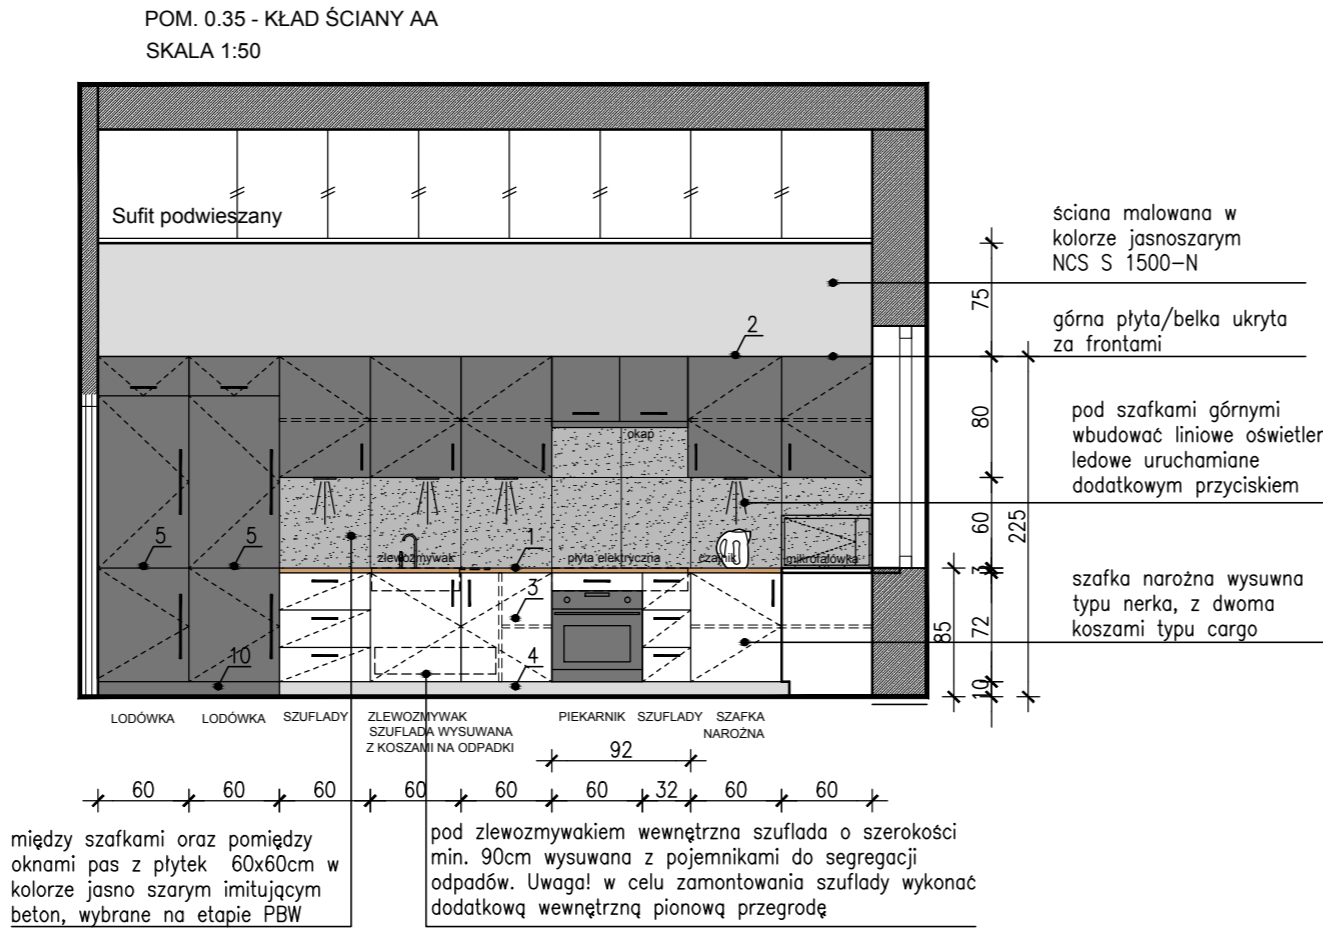 POM. 0.35 - KŁAD ŚCIANY AA
SKALA 1:50
Sufit podwieszany
ściana malowana w
kolorze jasnoszarym
NCS S 1500-N
75
górna płyta/belka ukryta
za frontami
2
80
pod szafkami górnymi
wbudować liniowe oświetlen
ledowe uruchamiane
dodatkowym przyciskiem
okap
60
225
5
5
1
zlewozmywak
płyta elektryczna
czajnik
mikrofalówka
3
szafka narożna wysuwna
typu nerka, z dwoma
koszami typu cargo
3
85
72
10
4
10
LODÓWKA
LODÓWKA
SZUFLADY
ZLEWOZMYWAK
SZUFLADA WYSUWANA
Z KOSZAMI NA ODPADKI
PIEKARNIK
SZUFLADY
SZAFKA
NAROŻNA
92
60
60
60
60
60
60
32
60
60
między szafkami oraz pomiędzy
oknami pas z płytek 60x60cm w
kolorze jasno szarym imitującym
beton, wybrane na etapie PBW
pod zlewozmywakiem wewnętrzna szuflada o szerokości
min. 90cm wysuwana z pojemnikami do segregacji
odpadów. Uwaga! w celu zamontowania szuflady wykonać
dodatkową wewnętrzną pionową przegrodę